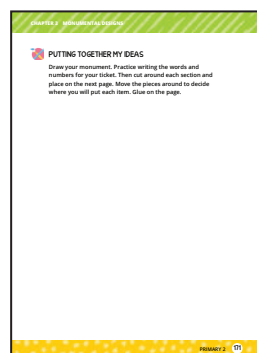 CHAPTER 3 MONUMENTAL DESIGNS
PUTTING TOGETHER MY IDEAS
Draw your monument. Practice writing the words and
numbers for your ticket. Then cut around each section and
place on the next page. Move the pieces around to decide
where you will put each item. Glue on the page.
PRIMARY 2 171